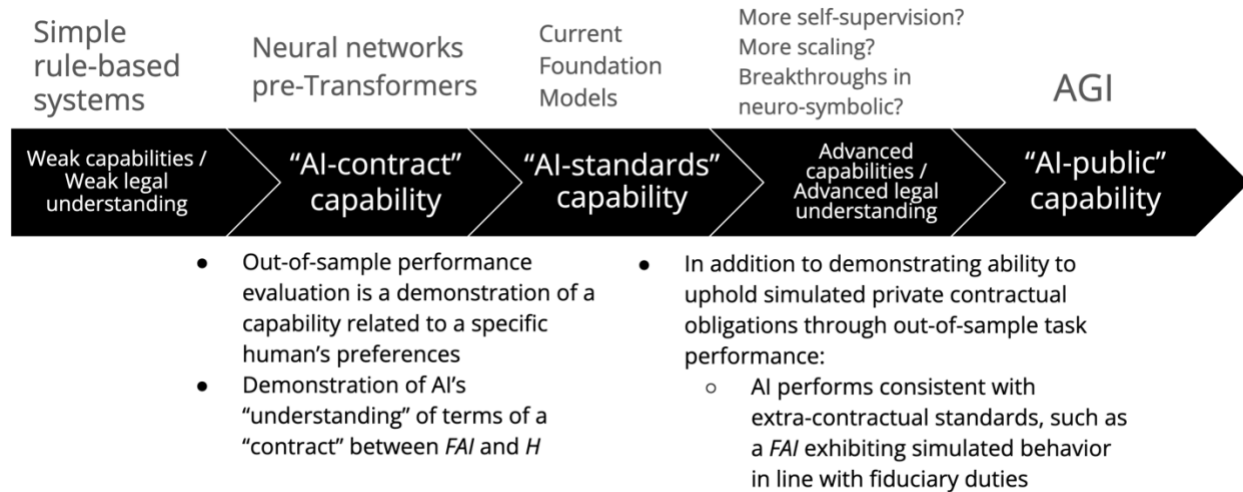 Simple
rule-based
systems
Neural networks
pre-Transformers
Current
Foundation
Models
More self-supervision?
More scaling?
Breakthroughs in
neuro-symbolic?
AGI
Weak capabilities /
Weak legal
understanding
“AI-contract”
capability
“AI-standards”
capability
Advanced
capabilities /
Advanced legal
understanding
“AI-public”
capability
● Out-of-sample performance
evaluation is a demonstration of a
capability related to a specific
human’s preferences
● Demonstration of AI’s
“understanding” of terms of a
“contract” between FAI and H
● In addition to demonstrating ability to
uphold simulated private contractual
obligations through out-of-sample task
performance:
○ AI performs consistent with
extra-contractual standards, such as
a FAI exhibiting simulated behavior
in line with fiduciary duties